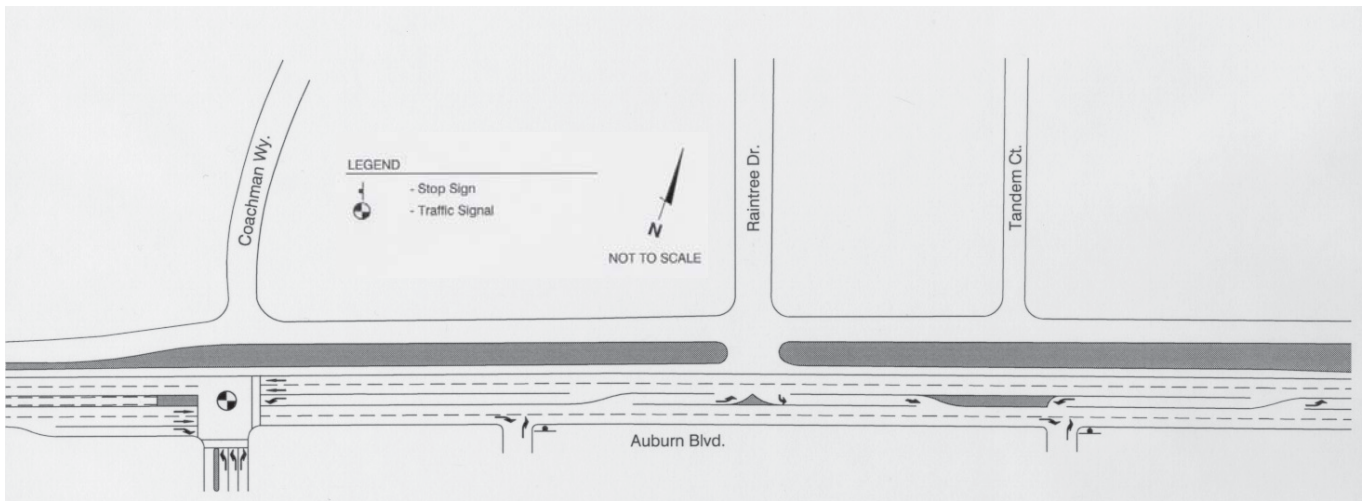 Coachman Wy.
LEGEND
- Stop Sign
- Traffic Signal
N
NOT TO SCALE
Raintree Dr.
Tandem Ct.
Auburn Blvd.